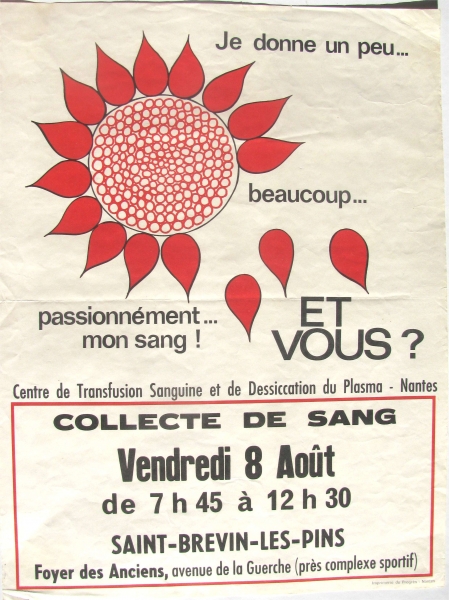 Je donne un peu...
beaucoup...
passionnément...
mon sang !
ET
VOUS ?
Centre de Transfusion Sanguine et de Dessiccation du Plasma - Nantes
COLLECTE DE SANG
Vendredi 8 Août
de 7 h 45 à 12 h 30
SAINT-BREVIN-LES-PINS
Foyer des Anciens, avenue de la Guerche (près complexe sportif)